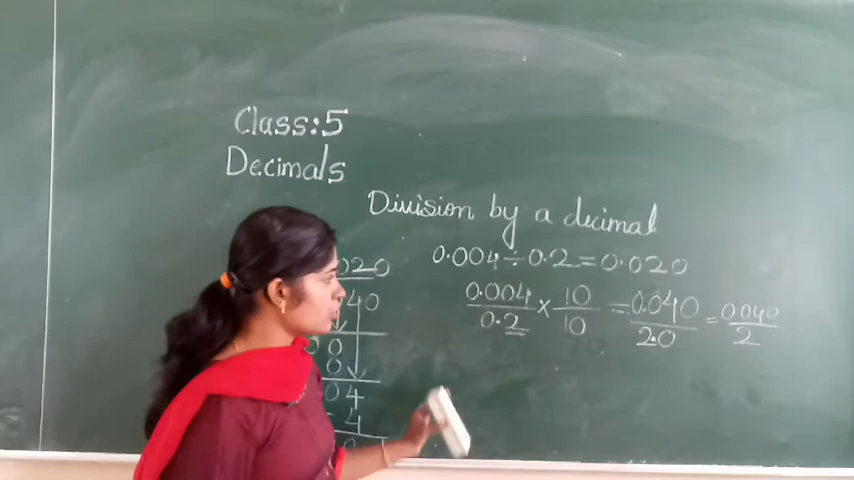 Class:5
Decimals
Division by a decimal
0.004 ÷ 0.2 = 0.020
0.004/0.2 × 10/10 = 0.040/2.0 = 0.040/2
020
40
0 0
0
04
4
0